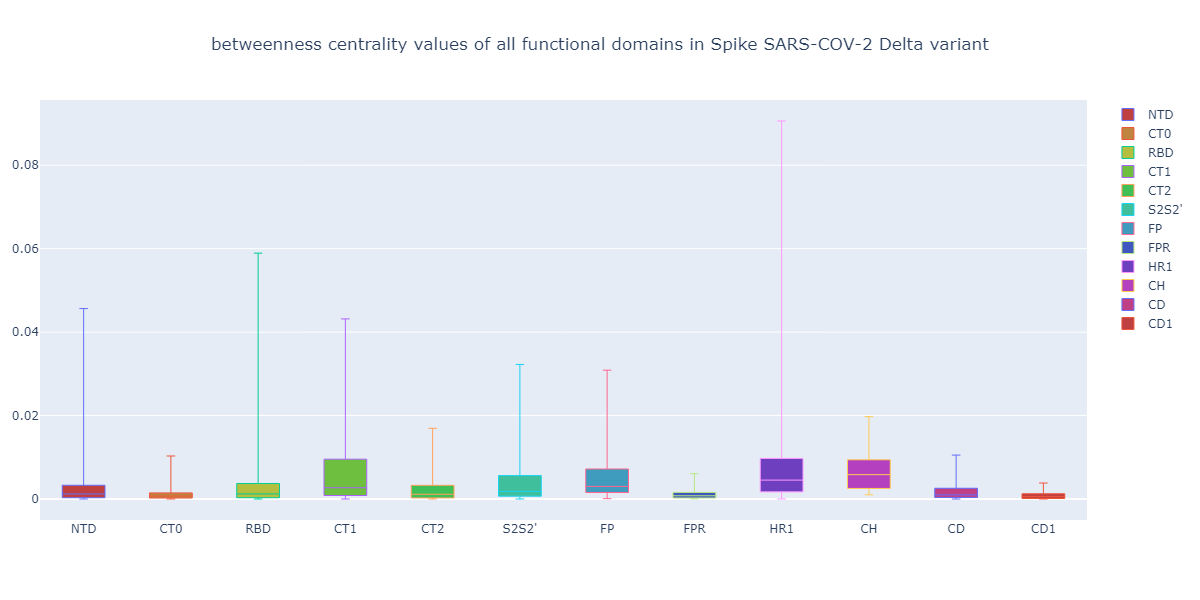 betweenness centrality values of all functional domains in Spike SARS-COV-2 Delta variant
0.08
0.06
0.04
0.02
0
NTD CT0 RBD CT1 CT2 S2S2' FP FPR HR1 CH CD CD1
NTD
CT0
RBD
CT1
CT2
S2S2'
FP
FPR
HR1
CH
CD
CD1